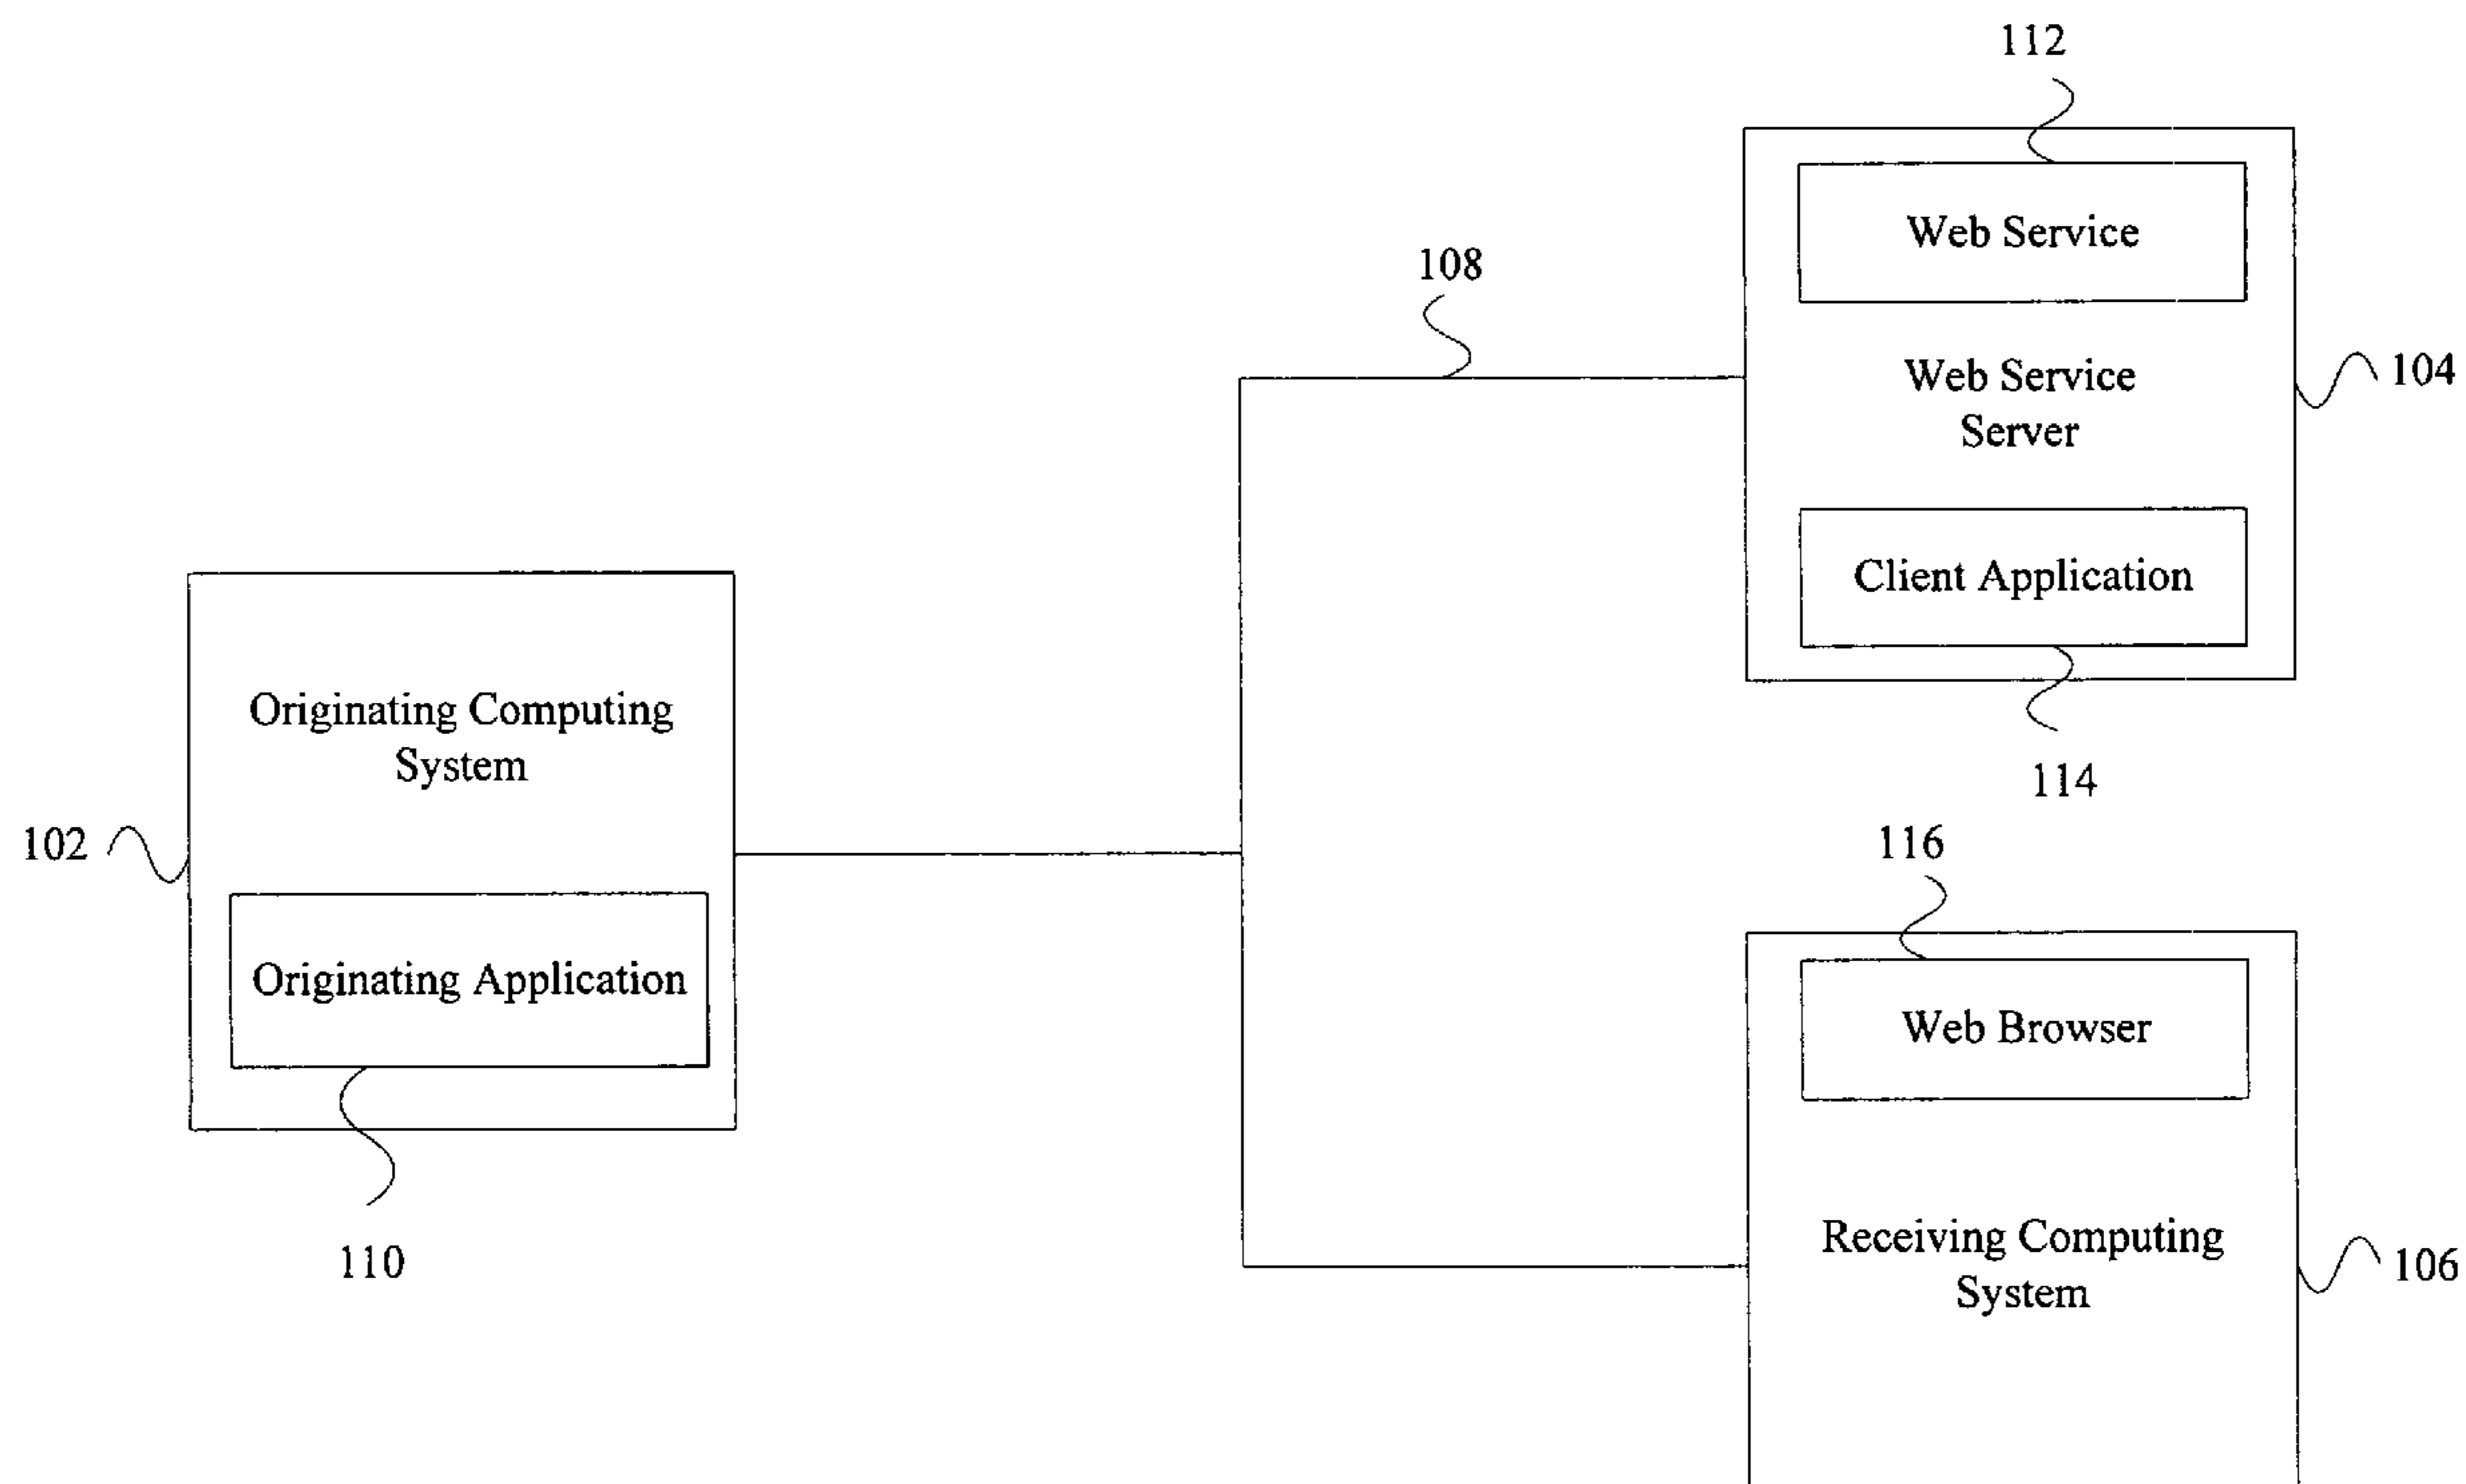 112
Web Service
108
Web Service
Server
104
Client Application
Originating Computing
System
114
102
116
Originating Application
Web Browser
110
Receiving Computing
System
106